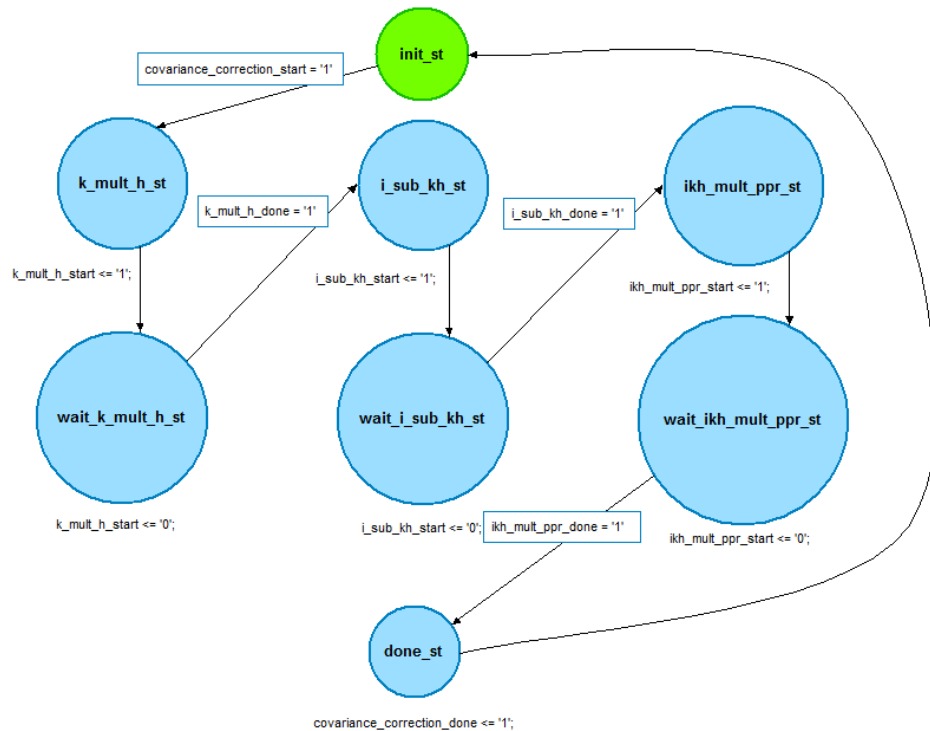 init_st
covariance_correction_start = '1'
k_mult_h_st
i_sub_kh_st
ikh_mult_ppr_st
k_mult_h_done = '1'
i_sub_kh_done = '1'
k_mult_h_start <= '1';
i_sub_kh_start <= '1';
ikh_mult_ppr_start <= '1';
wait_k_mult_h_st
wait_i_sub_kh_st
wait_ikh_mult_ppr_st
k_mult_h_start <= '0';
i_sub_kh_start <= '0';
ikh_mult_ppr_done = '1'
ikh_mult_ppr_start <= '0';
done_st
covariance_correction_done <= '1';